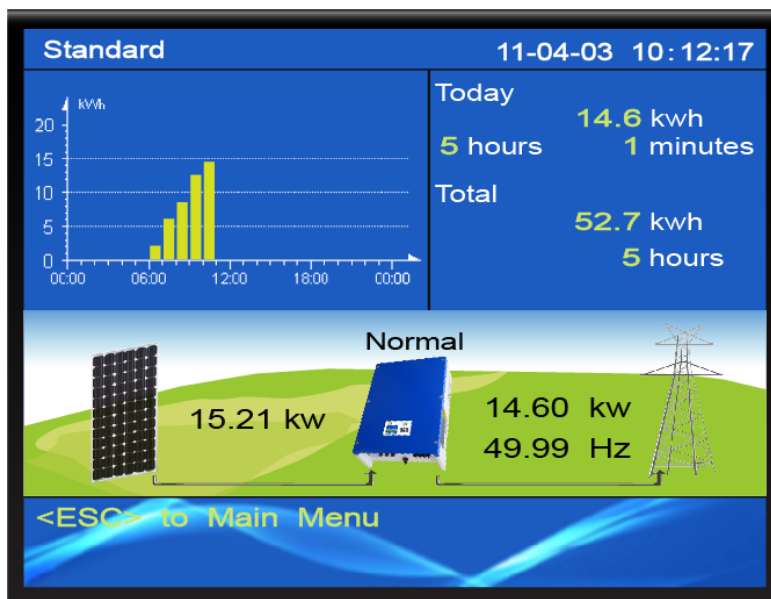 Standard 11-04-03 10:12:17
kWh
20
15
10
5
0
00:00 06:00 12:00 18:00 00:00
Today
14.6 kwh
5 hours 1 minutes
Total
52.7 kwh
5 hours
Normal
15.21 kw
14.60 kw
49.99 Hz
<ESC> to Main Menu